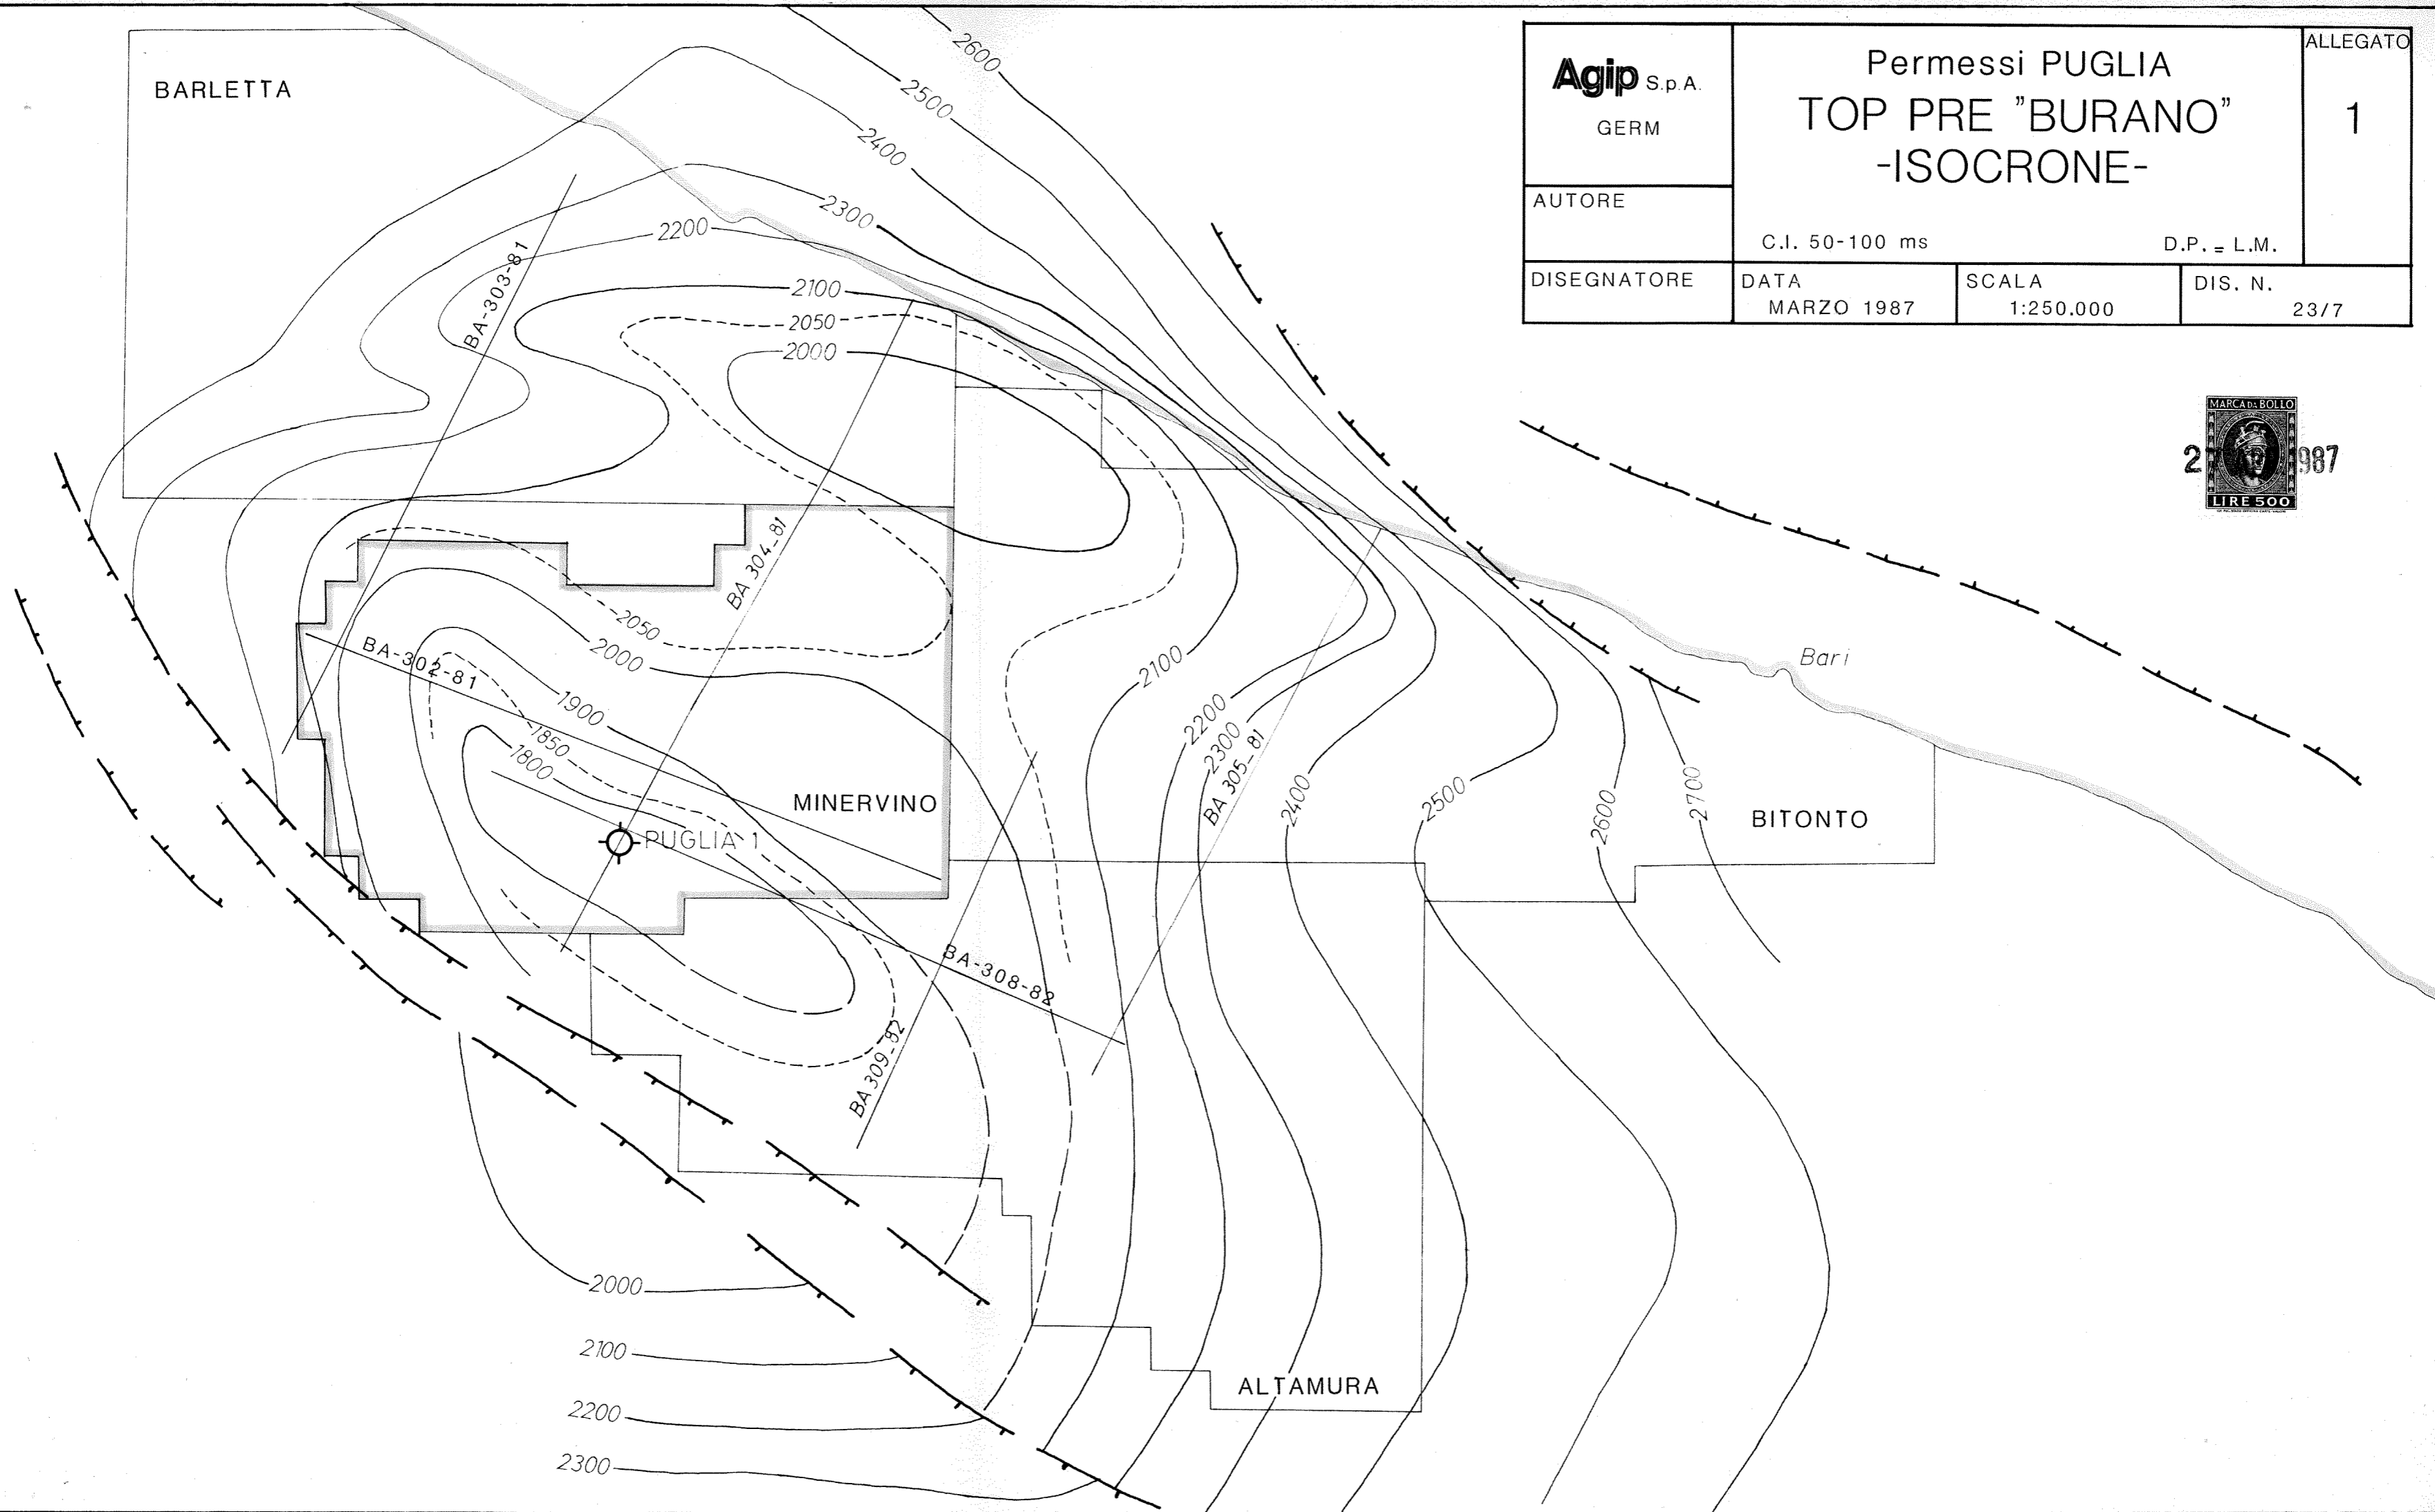 Agip S.p.A.
GERM
AUTORE
DISEGNATORE
Permessi PUGLIA
TOP PRE "BURANO"
-ISOCRONE-
C.I. 50-100 ms
D.P. = L.M.
ALLEGATO
1
DATA
MARZO 1987
SCALA
1:250.000
DIS. N.
23/7
MARCA DA BOLLO
LIRE 500
987
BARLETTA
2600
2500
2400
2300
2200
BA-303-81
2100
2050
2000
BA 304-81
2050
2000
BA-302-81
1900
1850
1800
MINERVINO
PUGLIA 1
2100
2200
2300
BA 305-81
2400
2500
2600
2700
Bari
BITONTO
BA-308-82
BA 309-82
2000
2100
2200
2300
ALTAMURA